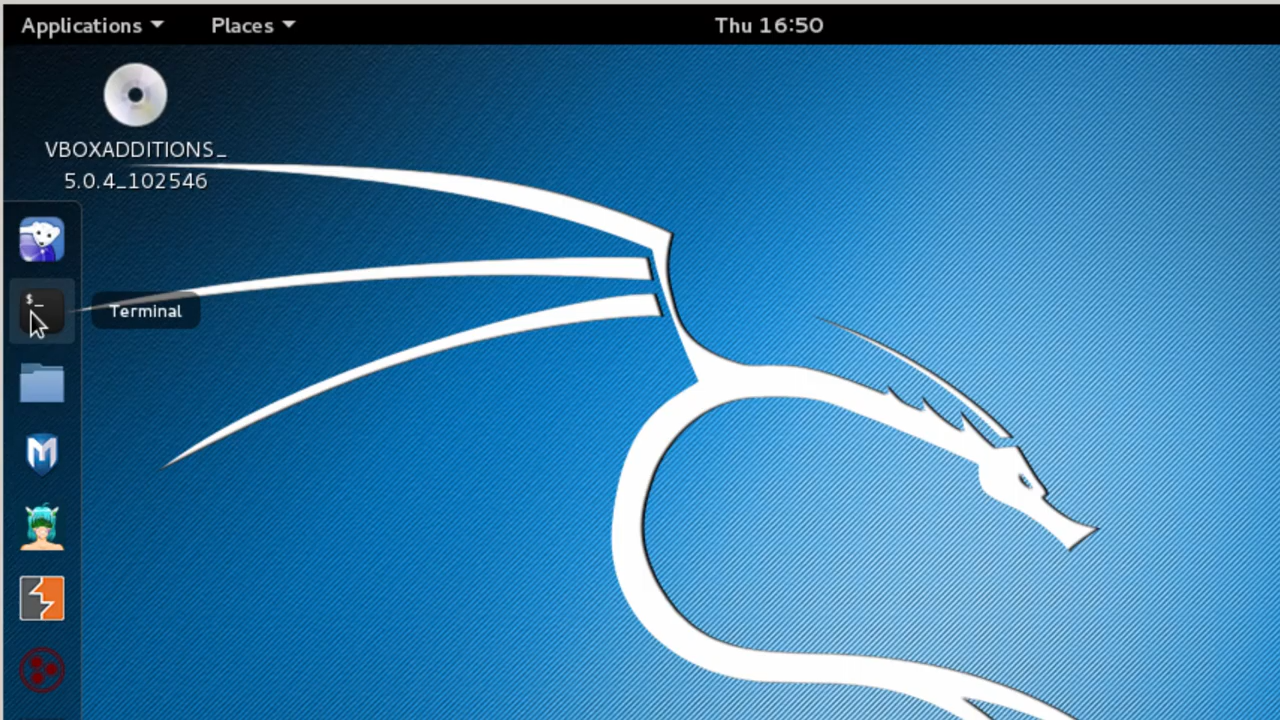 Applications Places Thu 16:50
VBOXADDITIONS_
5.0.4_102546
$_
Terminal
M